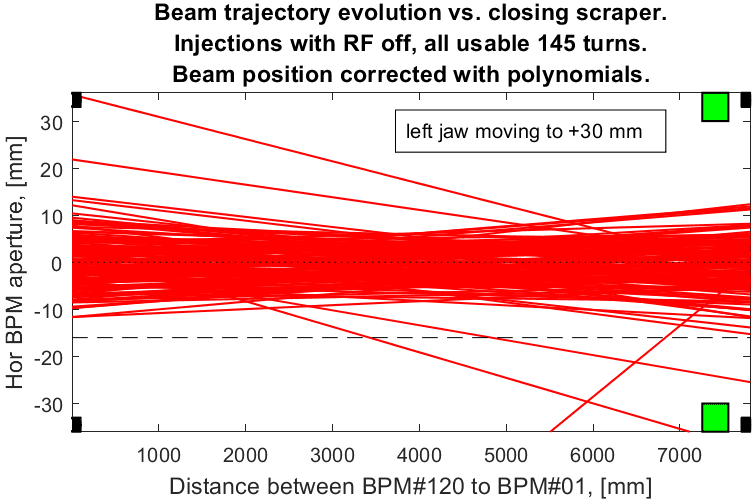 Beam trajectory evolution vs. closing scraper.
Injections with RF off, all usable 145 turns.
Beam position corrected with polynomials.
left jaw moving to +30 mm
Hor BPM aperture, [mm]
30
20
10
0
-10
-20
-30
1000 2000 3000 4000 5000 6000 7000
Distance between BPM#120 to BPM#01, [mm]